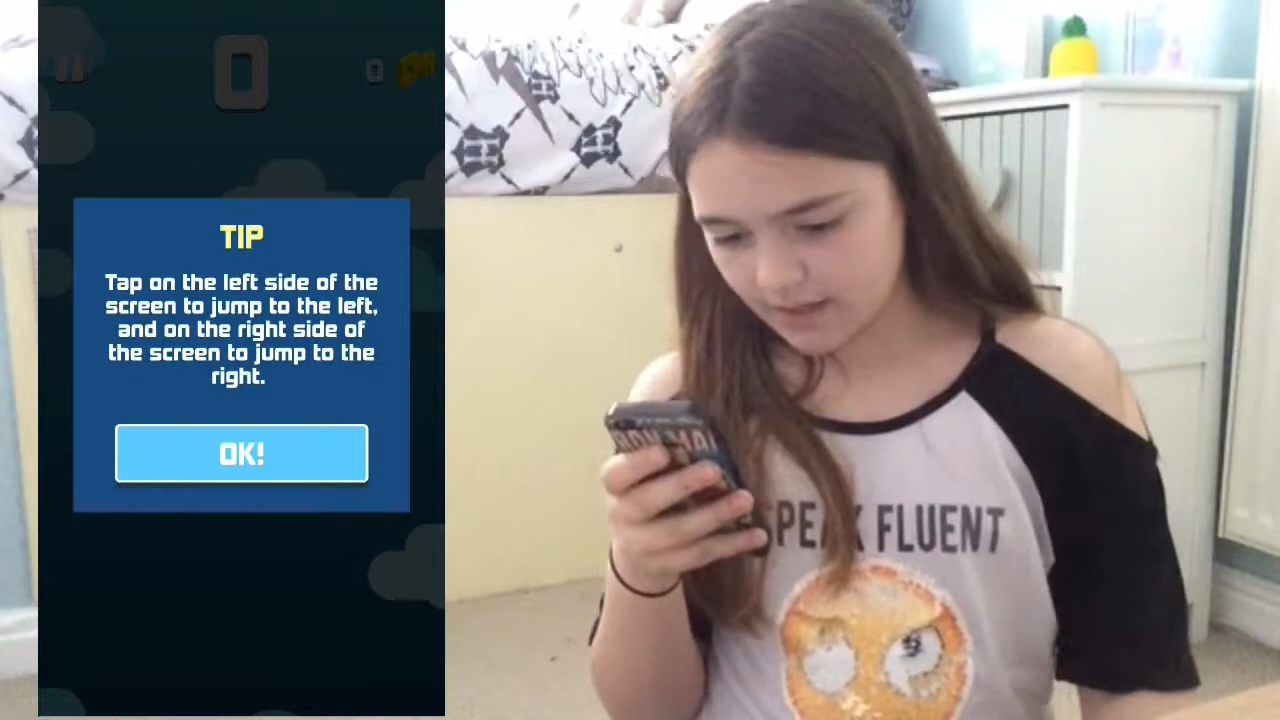 0
0
TIP
Tap on the left side of the
screen to jump to the left,
and on the right side of
the screen to jump to the
right.
OK!
SPEAK FLUENT
H
H